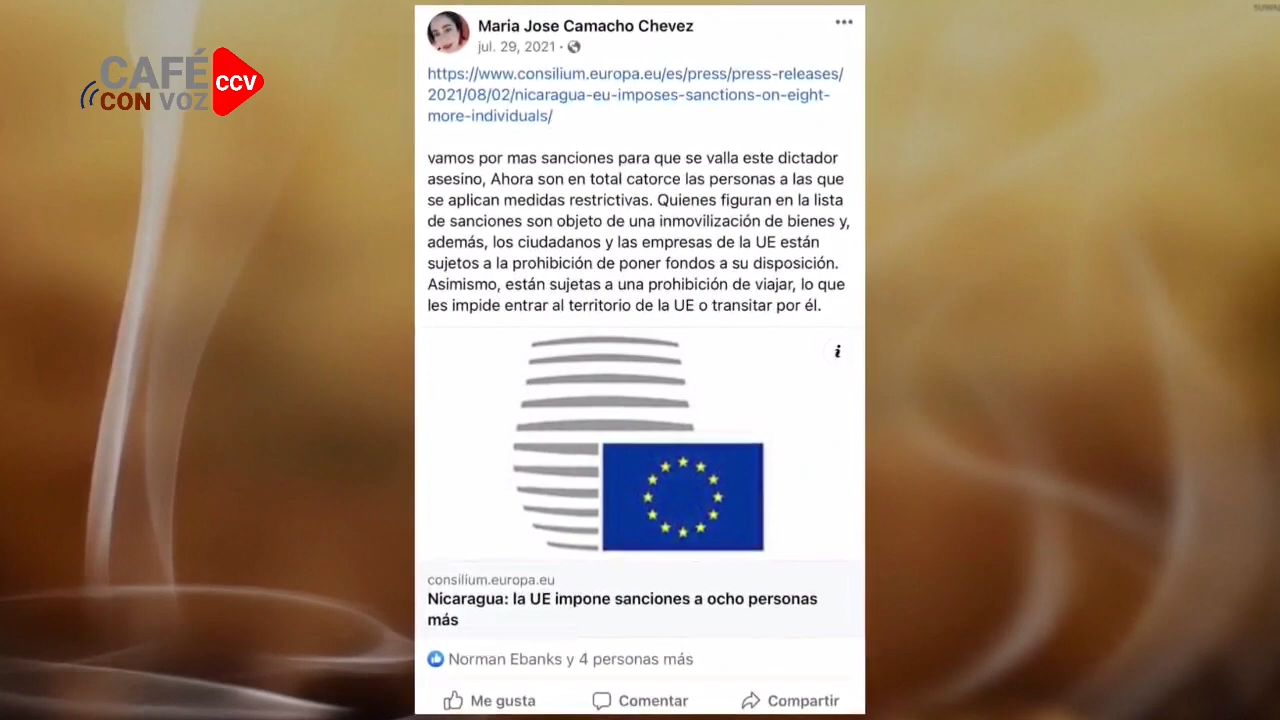 CAFÉ
CON VOZ
CCV
Maria Jose Camacho Chevez
jul. 29, 2021 ·
https://www.consilium.europa.eu/es/press/press-releases/
2021/08/02/nicaragua-eu-imposes-sanctions-on-eight-
more-individuals/
vamos por mas sanciones para que se valla este dictador
asesino, Ahora son en total catorce las personas a las que
se aplican medidas restrictivas. Quienes figuran en la lista
de sanciones son objeto de una inmovilización de bienes y,
además, los ciudadanos y las empresas de la UE están
sujetos a la prohibición de poner fondos a su disposición.
Asimismo, están sujetas a una prohibición de viajar, lo que
les impide entrar al territorio de la UE o transitar por él.
consilium.europa.eu
Nicaragua: la UE impone sanciones a ocho personas
más
Norman Ebanks y 4 personas más
Me gusta
Comentar
Compartir